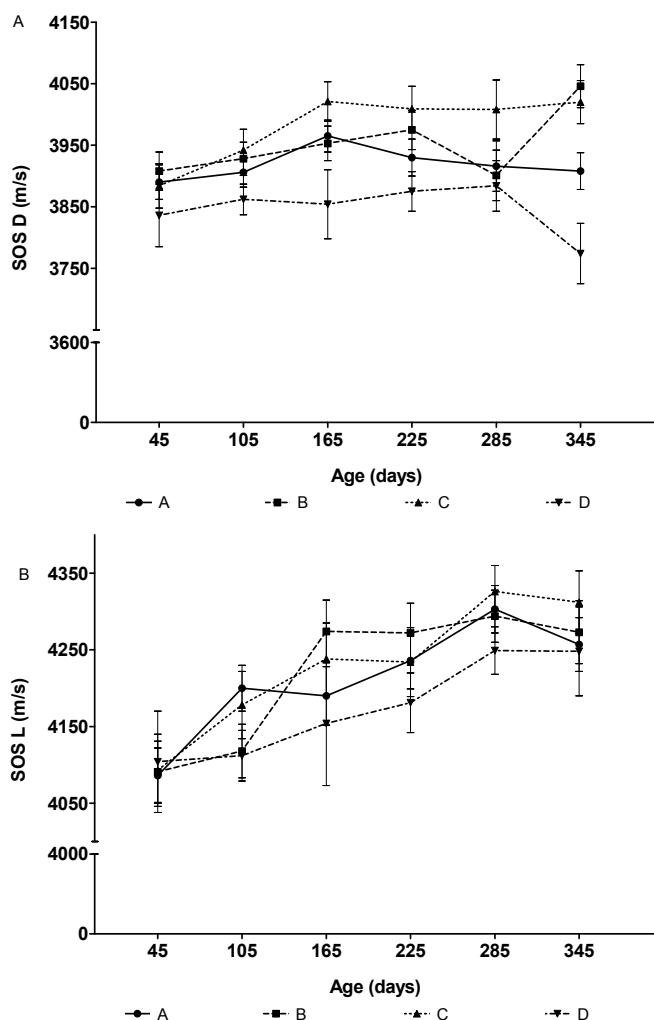 A
4150
4050
3950
3850
3750
3600
0
SOS D (m/s)
45 105 165 225 285 345
Age (days)
A B C D
B
4350
4250
4150
4050
4000
0
SOS L (m/s)
45 105 165 225 285 345
Age (days)
A B C D